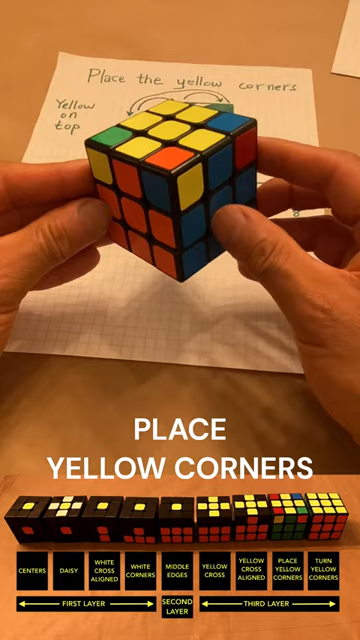 Place the yellow corners
Yellow
on
top
PLACE
YELLOW CORNERS
CENTERS
DAISY
WHITE
CROSS
ALIGNED
WHITE
CORNERS
MIDDLE
EDGES
YELLOW
CROSS
YELLOW
CROSS
ALIGNED
PLACE
YELLOW
CORNERS
TURN
YELLOW
CORNERS
FIRST LAYER
SECOND
LAYER
THIRD LAYER